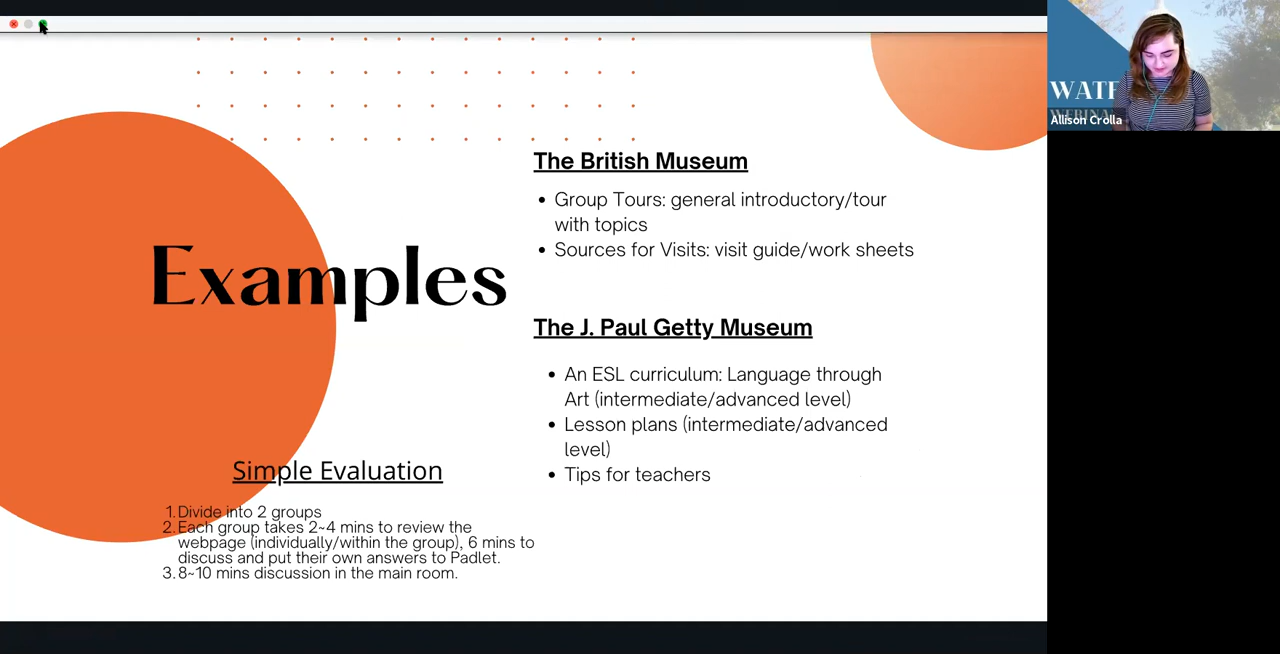 The British Museum
Group Tours: general introductory/tour
with topics
Sources for Visits: visit guide/work sheets
Examples
The J. Paul Getty Museum
An ESL curriculum: Language through
Art (intermediate/advanced level)
Lesson plans (intermediate/advanced
level)
Tips for teachers
Simple Evaluation
1. Divide into 2 groups
2. Each group takes 2~4 mins to review the
webpage (individually/within the group), 6 mins to
discuss and put their own answers to Padlet.
3. 8~10 mins discussion in the main room.
WATE
WEBINA
Allison Crolla